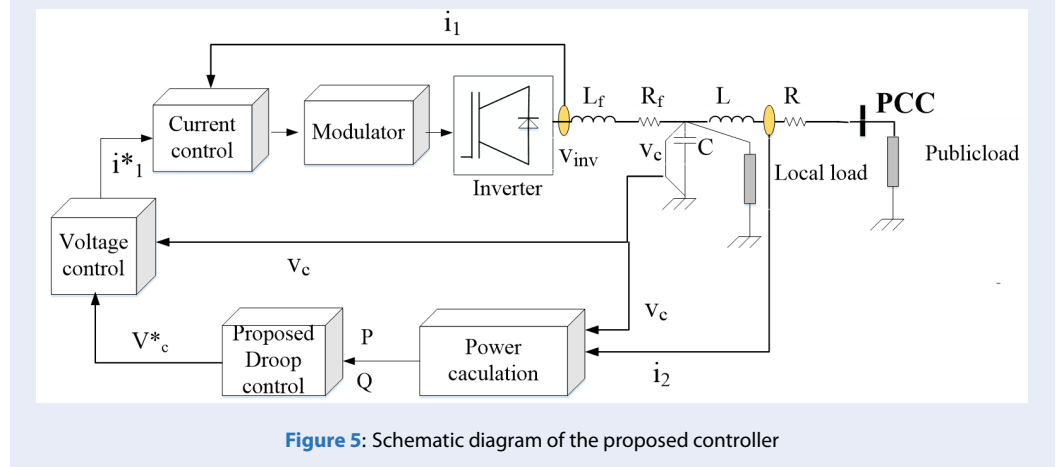 i1
Lf
Rf
L
R
PCC
Current
control
Modulator
vinv
vc
C
Publicload
Local load
Inverter
i*1
Voltage
control
vc
vc
V*c
Proposed
Droop
control
P
Q
Power
caculation
i2
Figure 5: Schematic diagram of the proposed controller